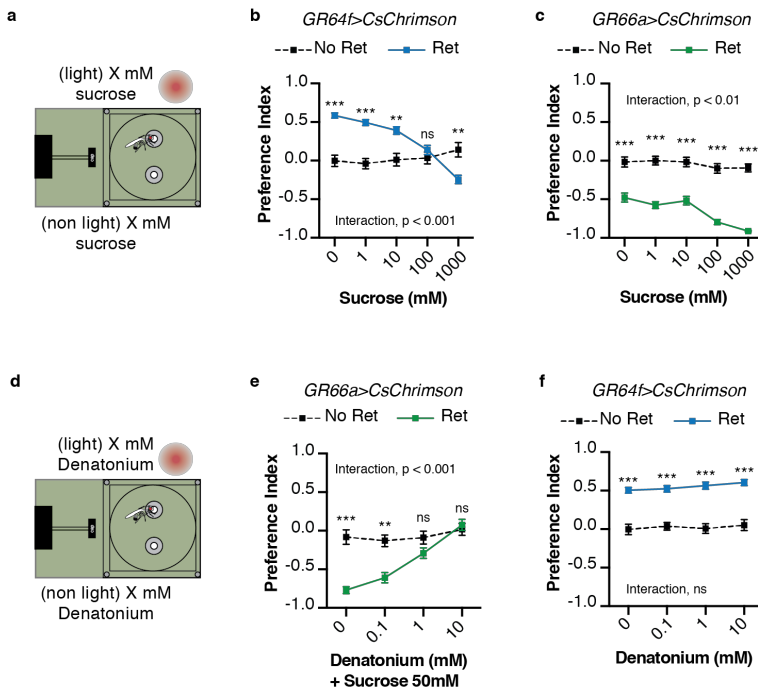 a
(light) X mM
sucrose
(non light) X mM
sucrose
b
GR64f>CsChrimson
No Ret
Ret
Preference Index
1.0
0.5
0.0
-0.5
-1.0
***
***
**
ns
**
Interaction, p < 0.001
0
1
10
100
1000
Sucrose (mM)
c
GR66a>CsChrimson
No Ret
Ret
Preference Index
1.0
0.5
0.0
-0.5
-1.0
Interaction, p < 0.01
***
***
***
***
***
0
1
10
100
1000
Sucrose (mM)
d
(light) X mM
Denatonium
(non light) X mM
Denatonium
e
GR66a>CsChrimson
No Ret
Ret
Preference Index
1.0
0.5
0.0
-0.5
-1.0
Interaction, p < 0.001
***
**
ns
ns
0
0.1
1
10
Denatonium (mM)
+ Sucrose 50mM
f
GR64f>CsChrimson
No Ret
Ret
Preference Index
1.0
0.5
0.0
-0.5
-1.0
***
***
***
***
Interaction, ns
0
0.1
1
10
Denatonium (mM)